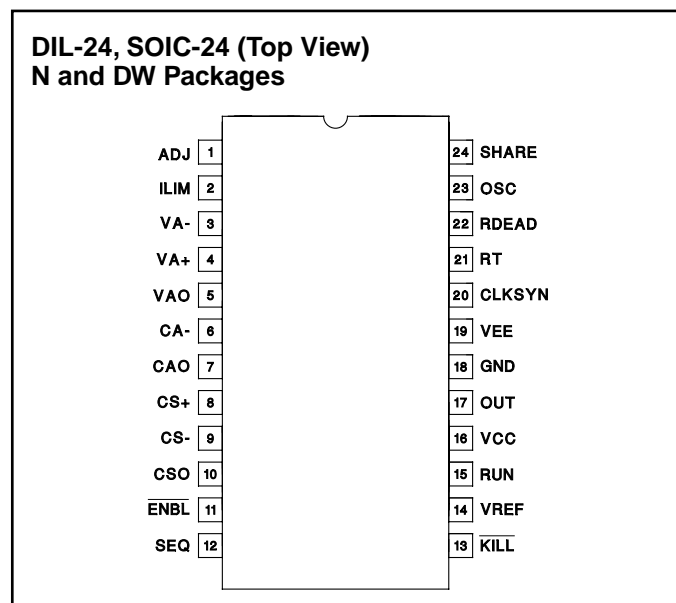 DIL-24, SOIC-24 (Top View)
N and DW Packages
ADJ 1 24 SHARE
ILIM 2 23 OSC
VA- 3 22 RDEAD
VA+ 4 21 RT
VAO 5 20 CLKSYN
CA- 6 19 VEE
CAO 7 18 GND
CS+ 8 17 OUT
CS- 9 16 VCC
CSO 10 15 RUN
ENBL 11 14 VREF
SEQ 12 13 KILL